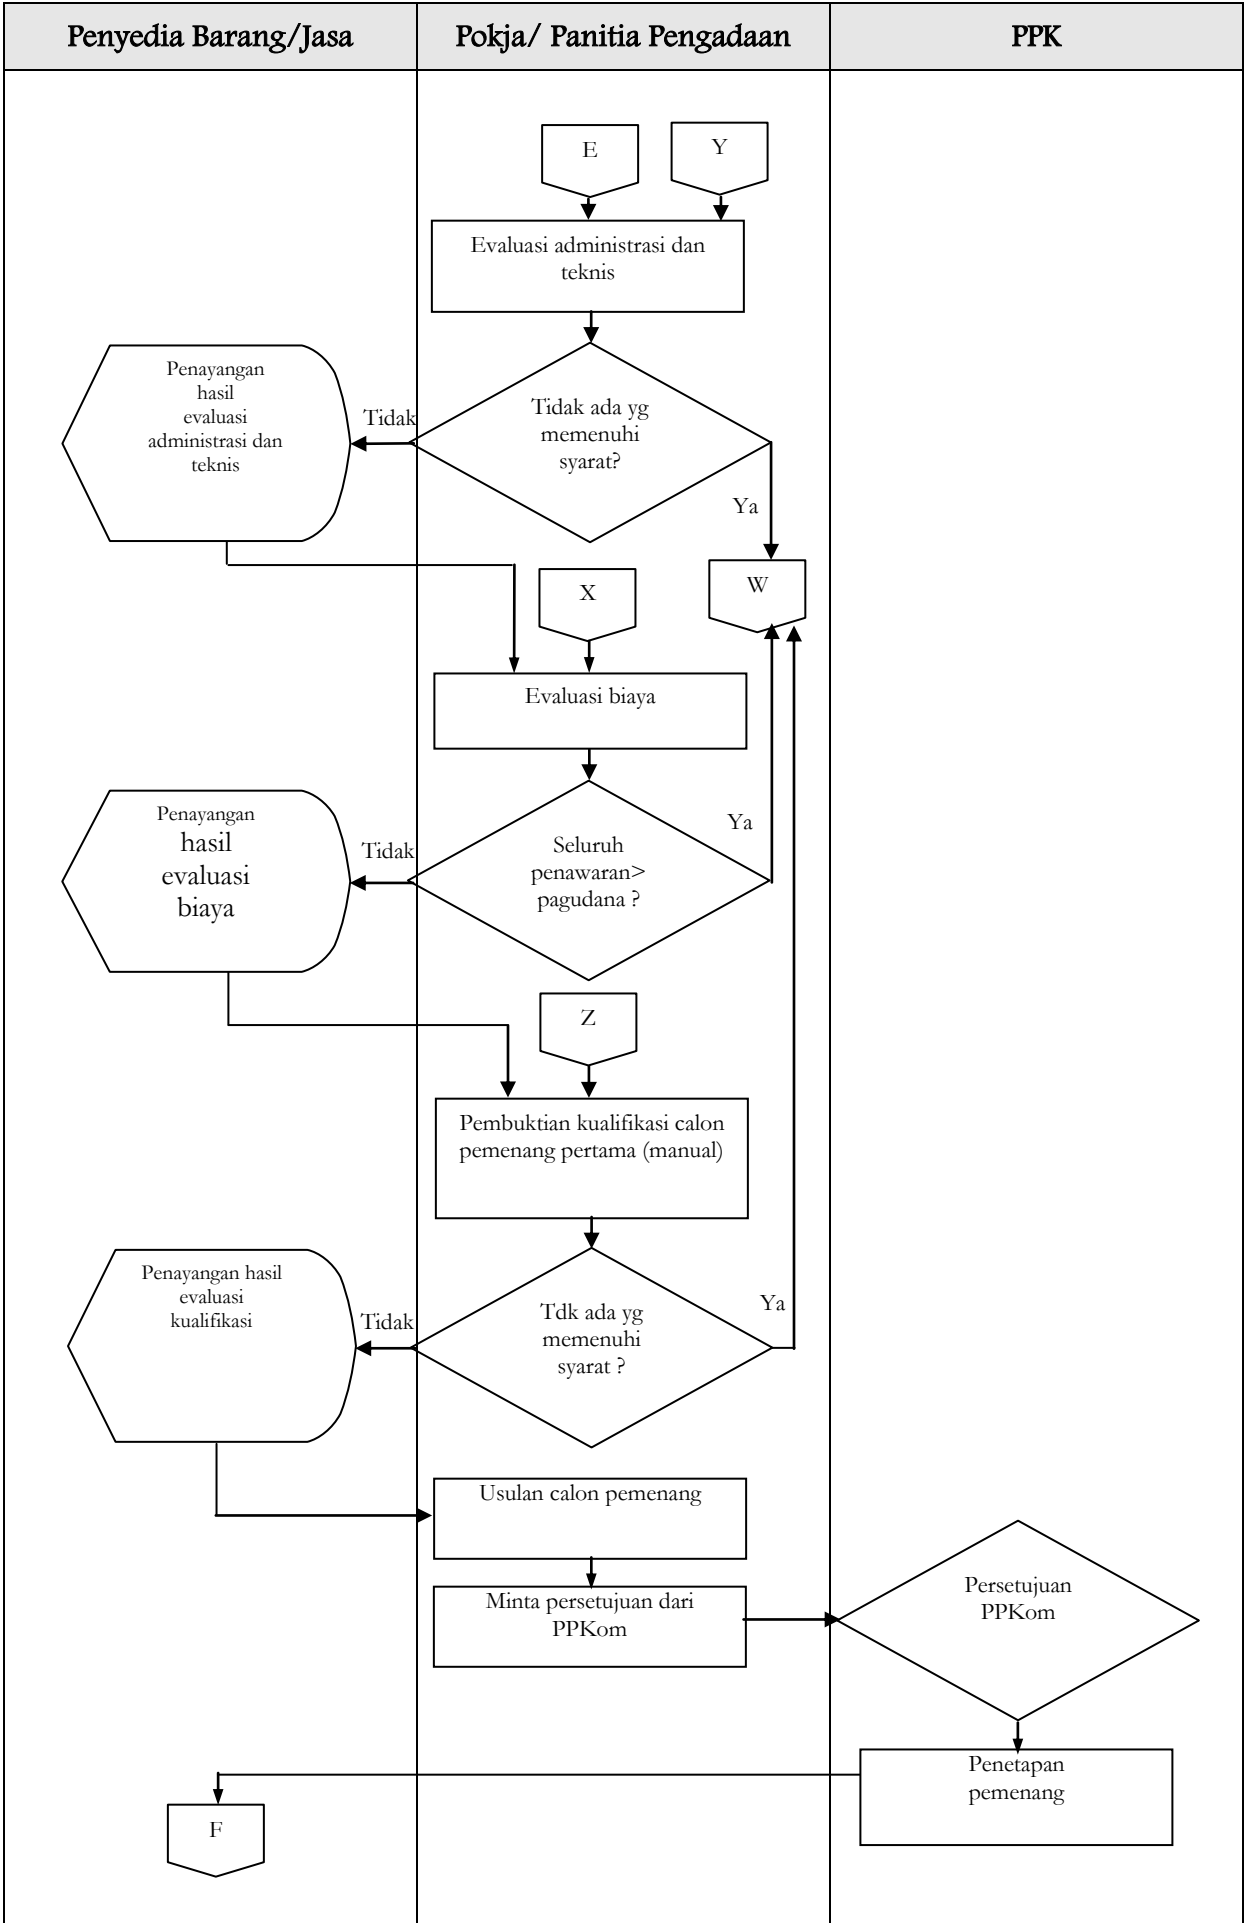 Penyedia Barang/Jasa
Pokja/ Panitia Pengadaan
PPK
E
Y
Evaluasi administrasi dan
teknis
Penayangan
hasil
evaluasi
administrasi dan
teknis
Tidak
Tidak ada yg
memenuhi
syarat?
Ya
X
W
Evaluasi biaya
Penayangan
hasil
evaluasi
biaya
Tidak
Seluruh
penawaran>
pagudana ?
Ya
Z
Pembuktian kualifikasi calon
pemenang pertama (manual)
Penayangan hasil
evaluasi
kualifikasi
Tidak
Tdk ada yg
memenuhi
syarat ?
Ya
Usulan calon pemenang
Minta persetujuan dari
PPKom
Persetujuan
PPKom
Penetapan
pemenang
F